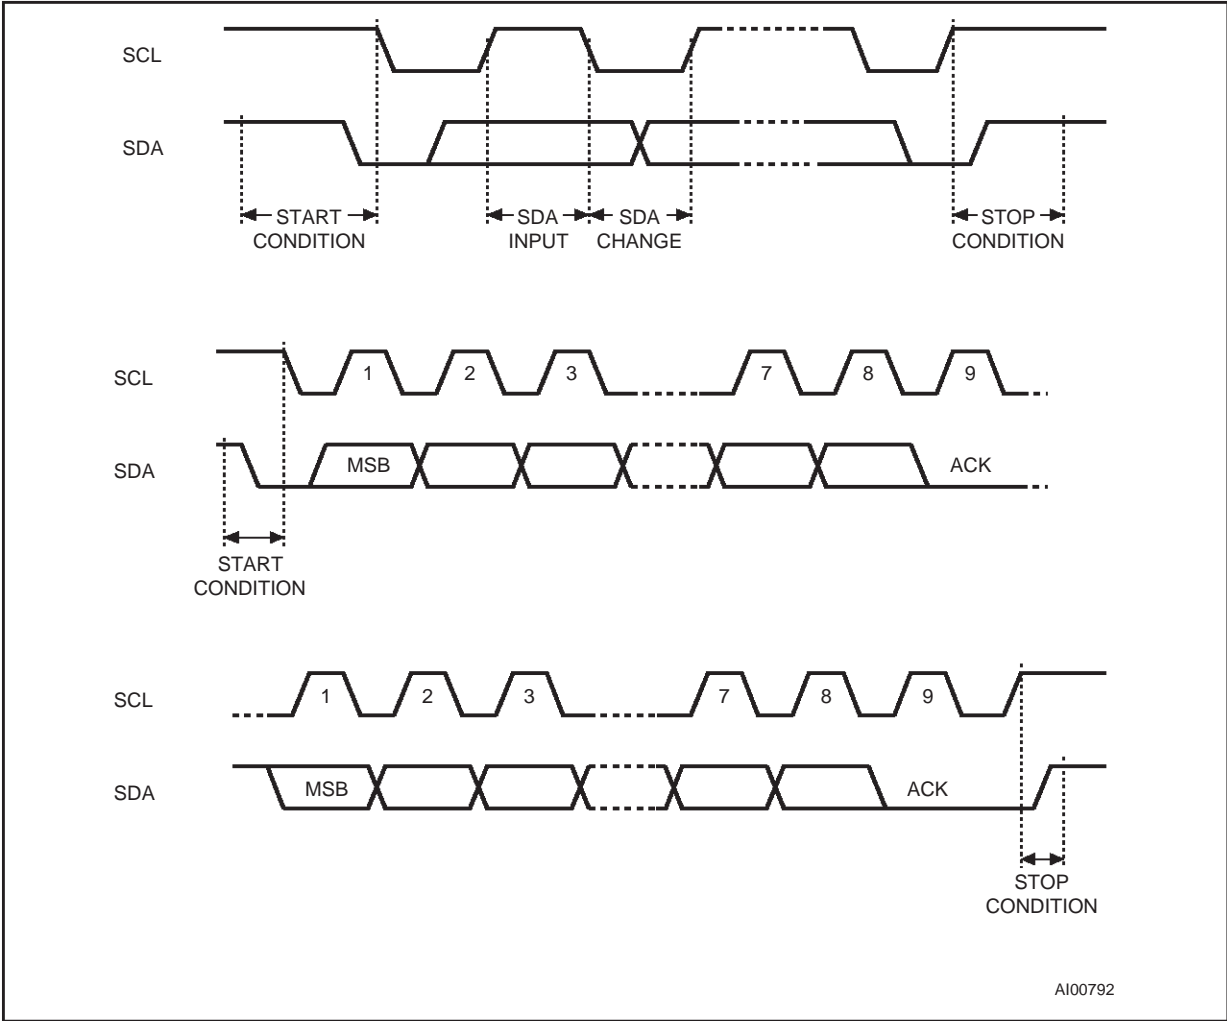 SCL
SDA
START
CONDITION
SDA
INPUT
SDA
CHANGE
STOP
CONDITION
SCL
1 2 3 7 8 9
SDA
MSB
ACK
START
CONDITION
SCL
1 2 3 7 8 9
SDA
MSB
ACK
STOP
CONDITION
AI00792